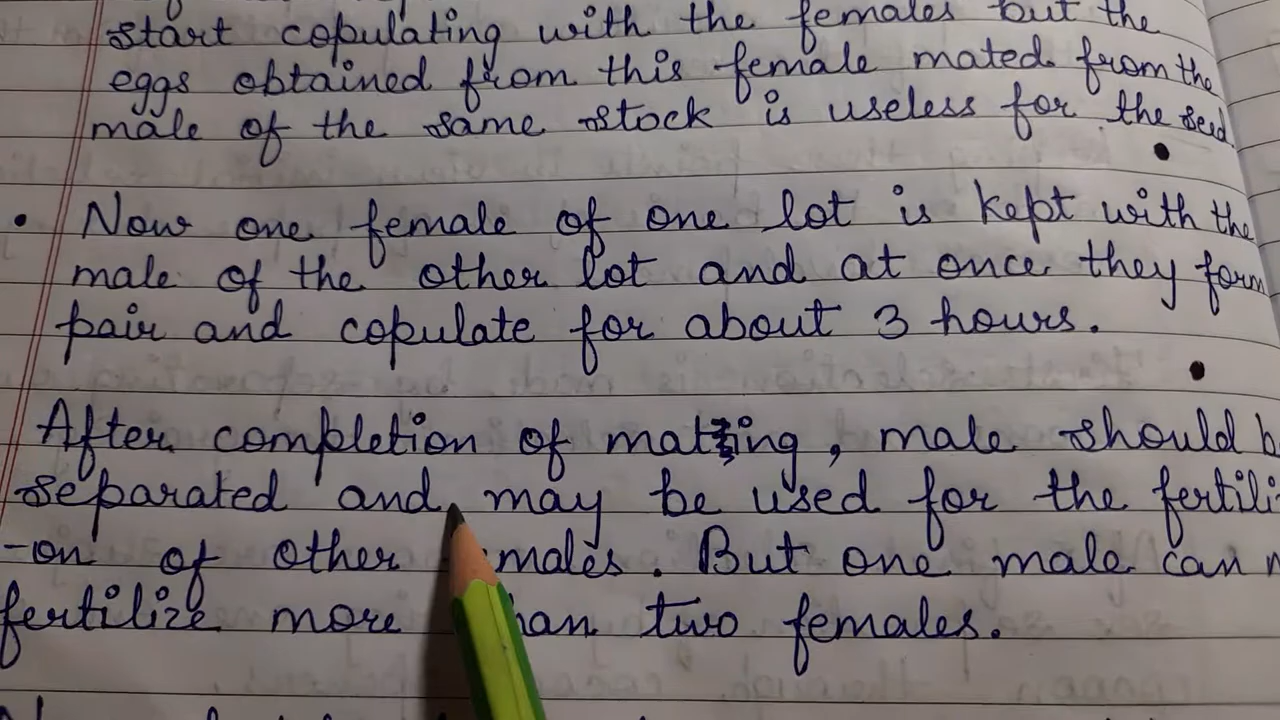 start copulating with the females but the
eggs obtained from this female mated from the
male of the same stock is useless for the seed
• Now one female of one lot is kept with the
male of the other lot and at once they form
pair and copulate for about 3 hours.
After completion of mating, male should b
separated and may be used for the fertili
-on of other males. But one male can n
fertilize more han two females.